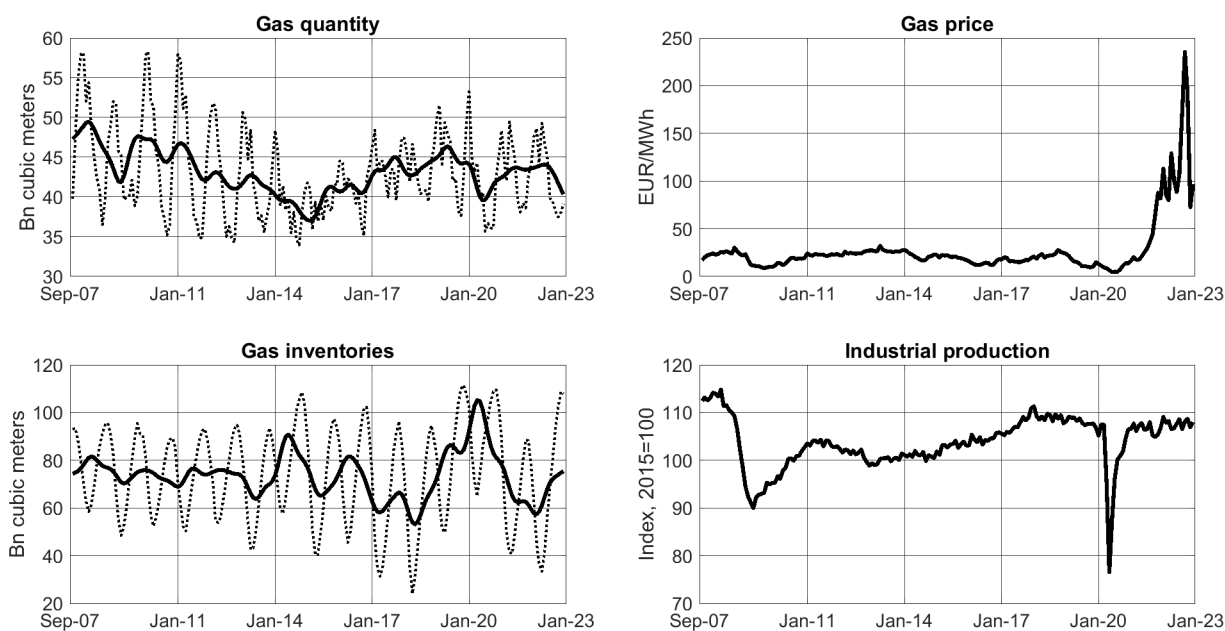 Gas quantity
Bn cubic meters
60
55
50
45
40
35
30
Sep-07 Jan-11 Jan-14 Jan-17 Jan-20 Jan-23
Gas price
EUR/MWh
250
200
150
100
50
0
Sep-07 Jan-11 Jan-14 Jan-17 Jan-20 Jan-23
Gas inventories
Bn cubic meters
120
100
80
60
40
20
Sep-07 Jan-11 Jan-14 Jan-17 Jan-20 Jan-23
Industrial production
Index, 2015=100
120
110
100
90
80
70
Sep-07 Jan-11 Jan-14 Jan-17 Jan-20 Jan-23